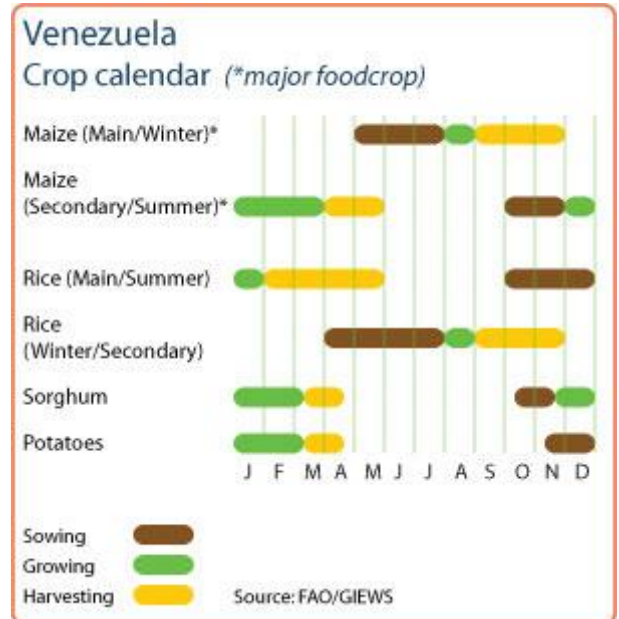 Venezuela
Crop calendar (*major foodcrop)
Maize (Main/Winter)*
Maize
(Secondary/Summer)*
Rice (Main/Summer)
Rice
(Winter/Secondary)
Sorghum
Potatoes
J F M A M J J A S O N D
Sowing
Growing
Harvesting
Source: FAO/GIEWS